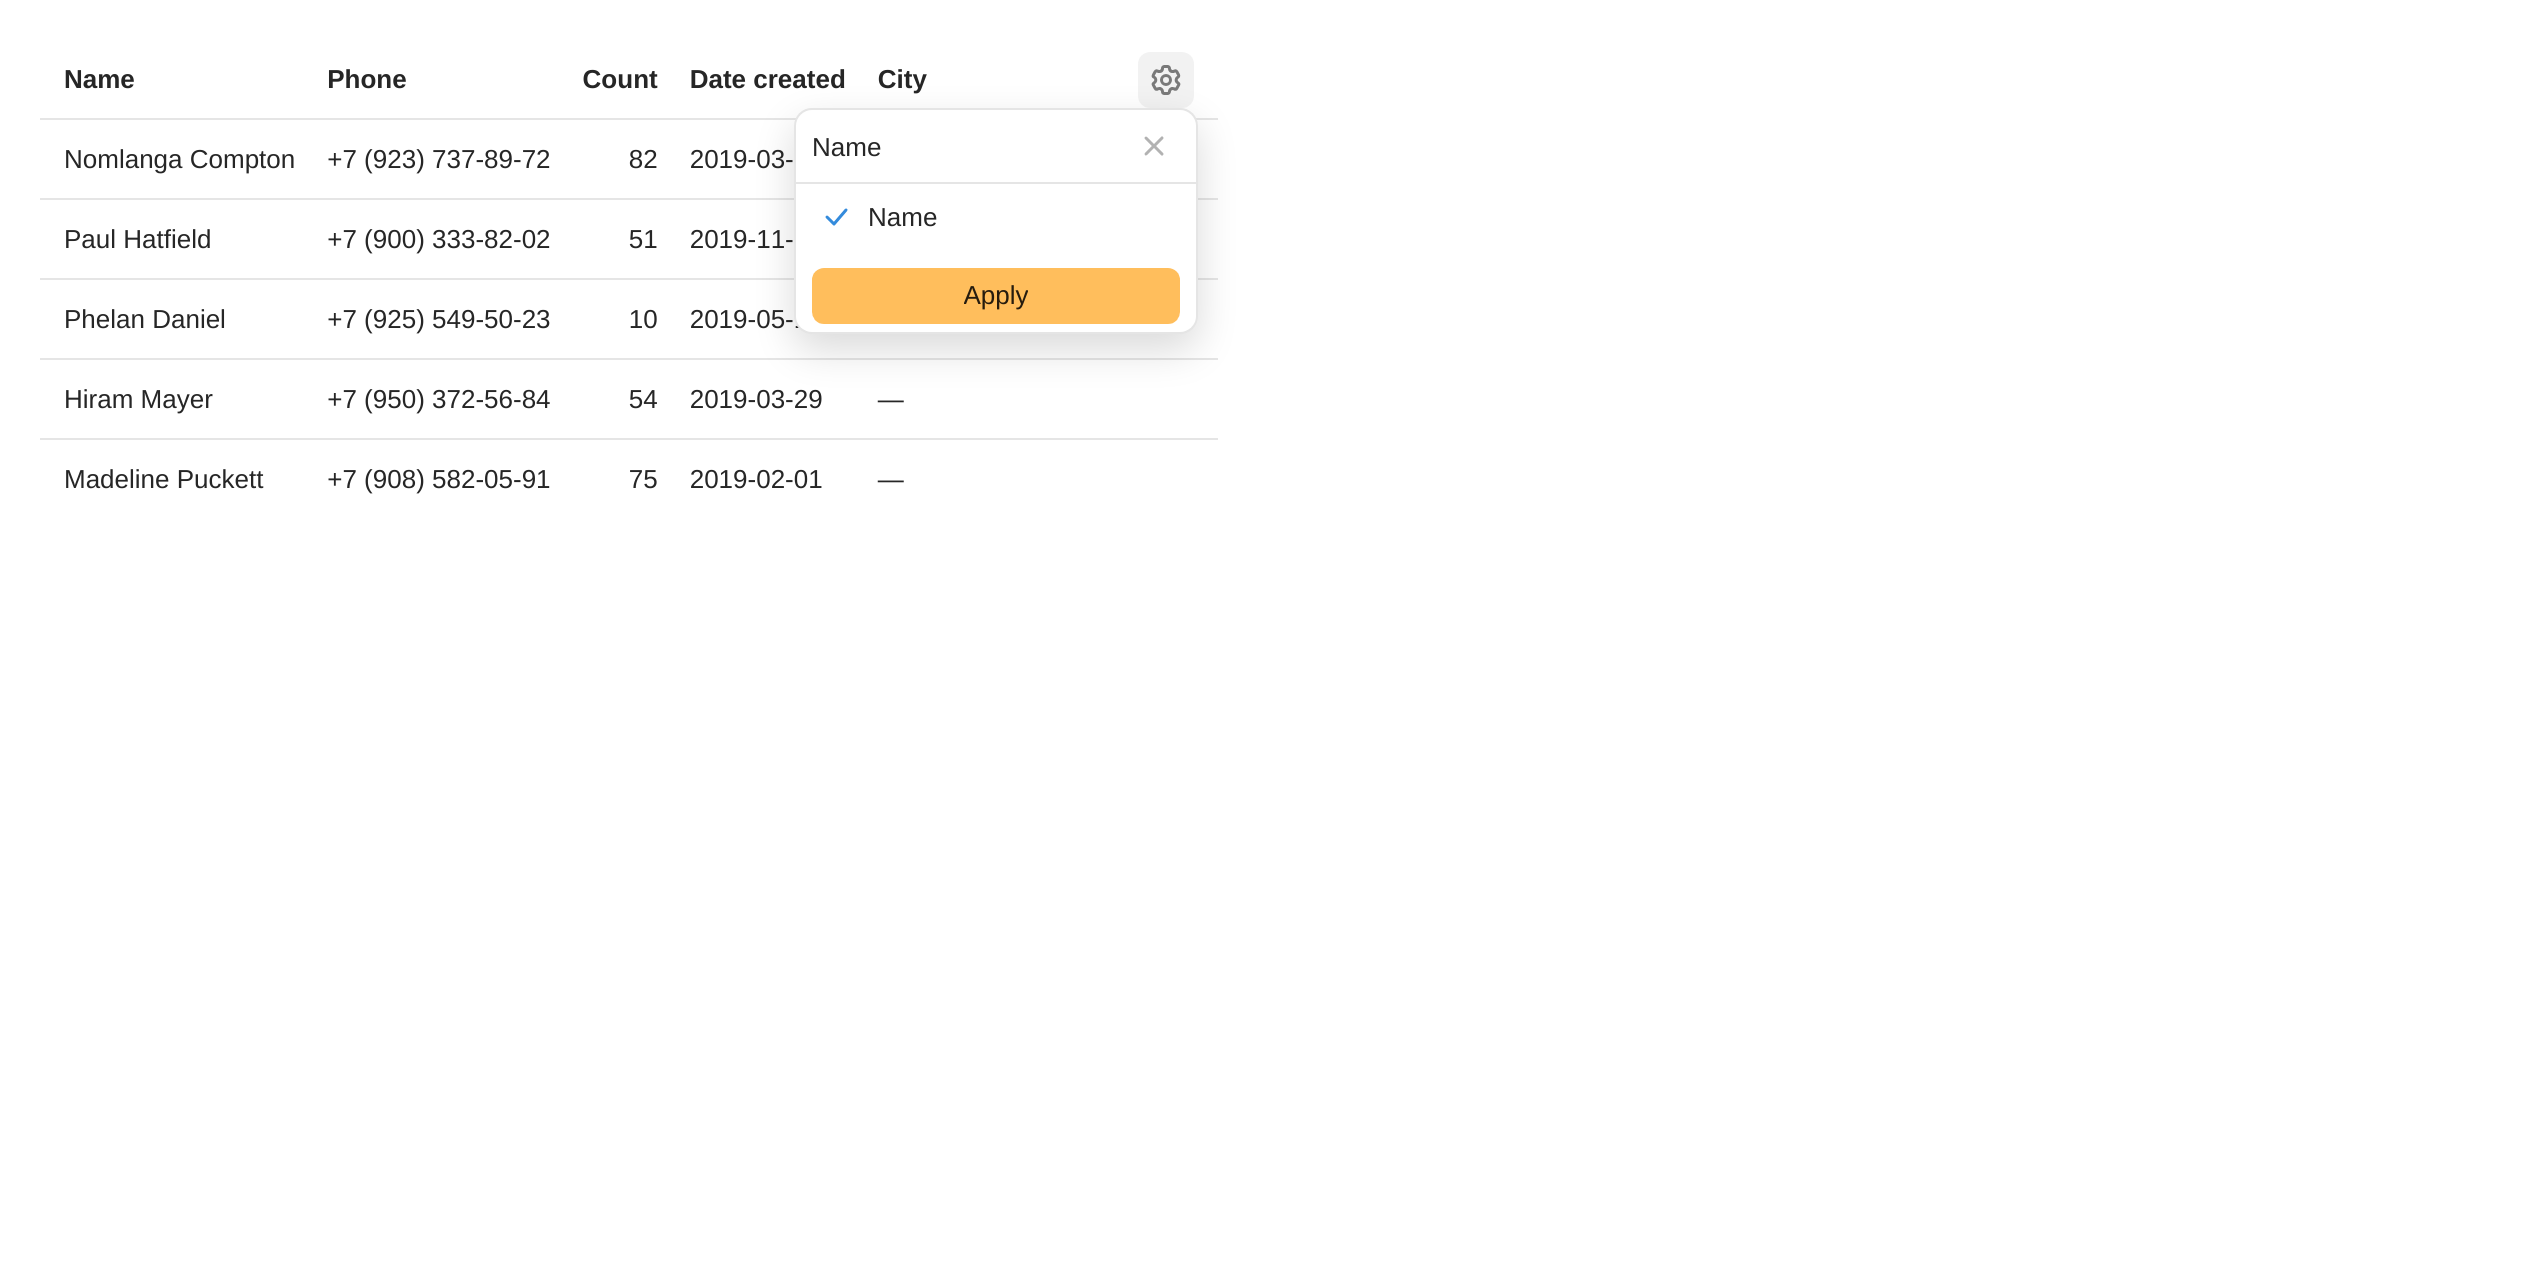 Name Phone Count Date created City
Name
Nomlanga Compton +7 (923) 737-89-72 82 2019-03-
Name
Paul Hatfield +7 (900) 333-82-02 51 2019-11-
Apply
Phelan Daniel +7 (925) 549-50-23 10 2019-05-
Hiram Mayer +7 (950) 372-56-84 54 2019-03-29 —
Madeline Puckett +7 (908) 582-05-91 75 2019-02-01 —